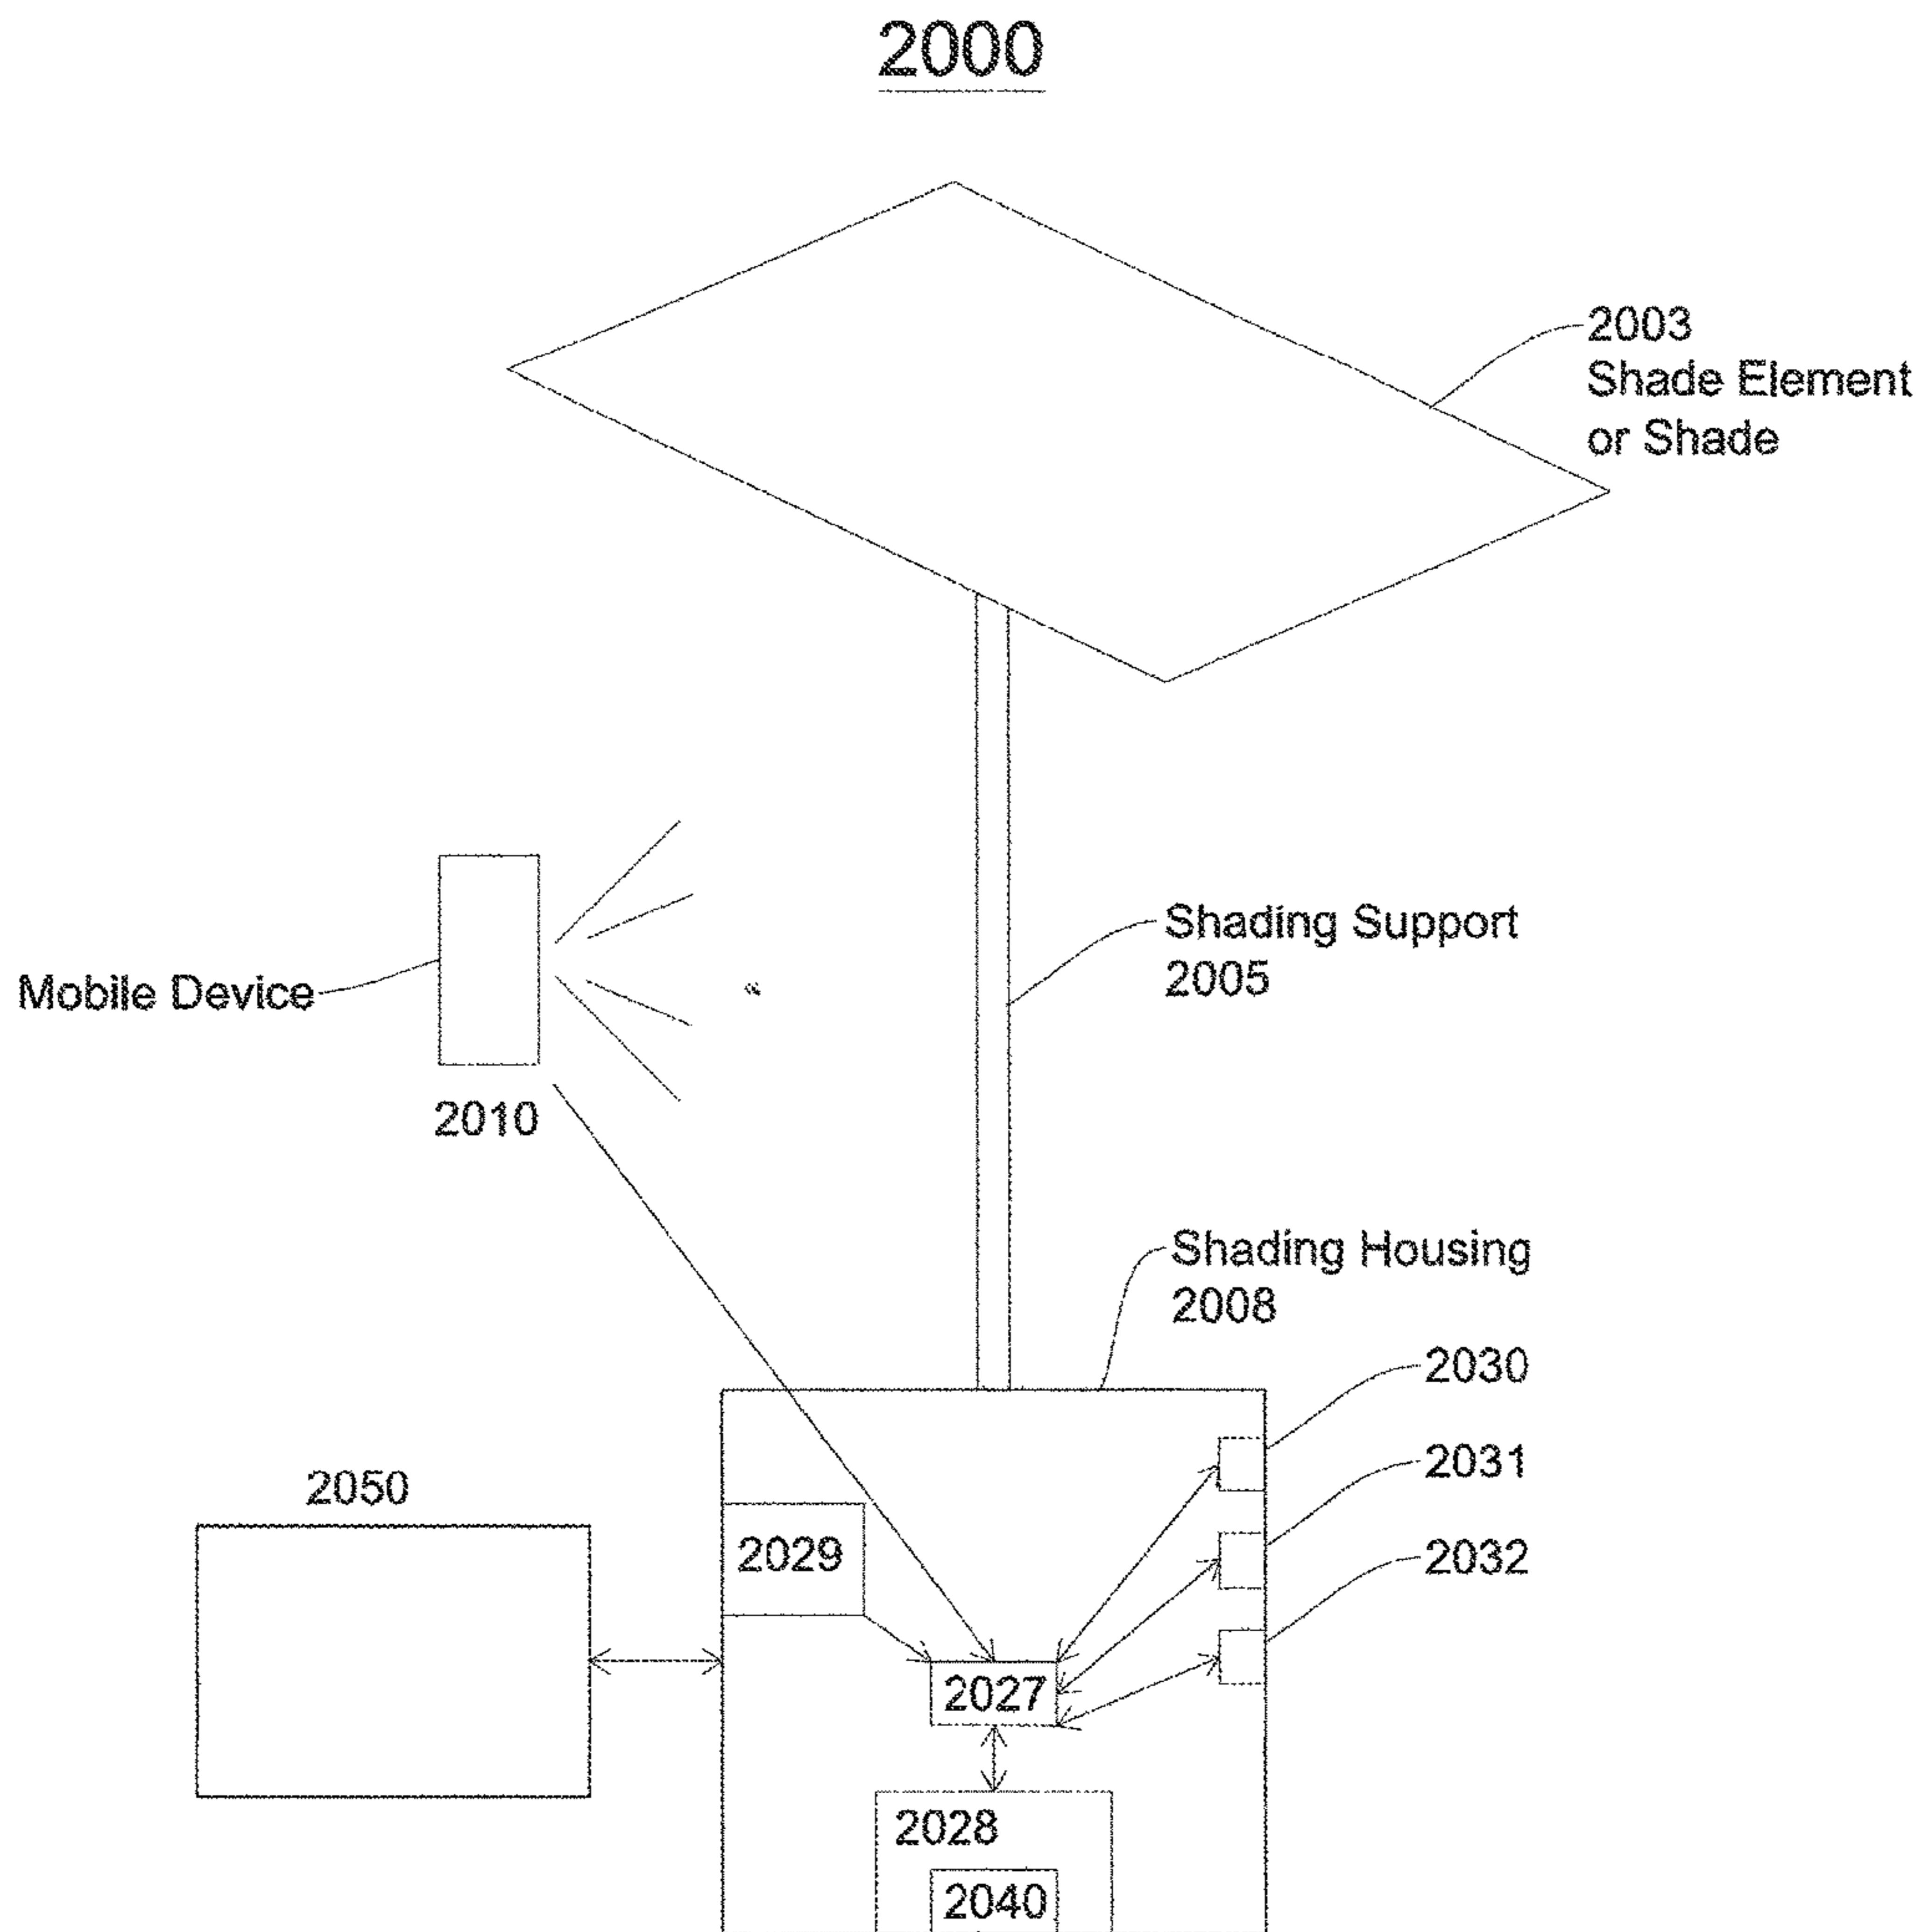 2000
2003
Shade Element
or Shade
Shading Support
2005
Mobile Device
2010
Shading Housing
2008
2030
2031
2032
2050
2029
2027
2028
2040